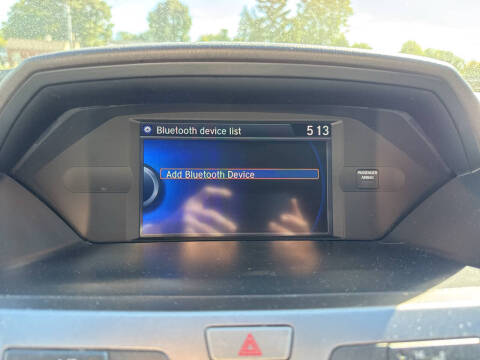 Bluetooth device list 5 13
Add Bluetooth Device
PASSENGER
AIRBAG